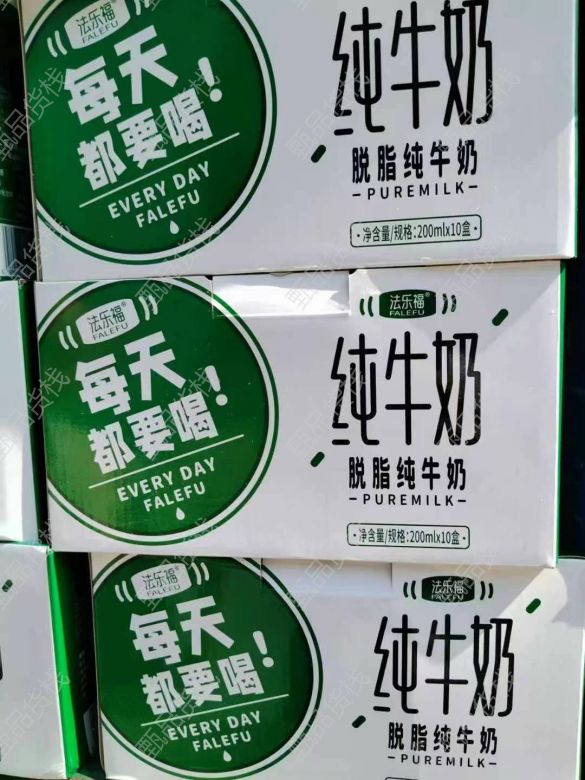 法乐福
FALEFU
每天
都要喝!
EVERY DAY
FALEFU
纯牛奶
脱脂纯牛奶
PUREMILK
·净含量/规格:200mlx10盒·
法乐福®
FALEFU
每天
都要喝!
EVERY DAY
FALEFU
法乐福®
FALEFU
纯牛奶
脱脂纯牛奶
-PUREMILK-
·净含量/规格:200mlx10盒·
法乐福®
FALEFU
每天
都要喝!
EVERY DAY
FALEFU
法乐福®
FALEFU
纯牛奶
脱脂纯牛奶
-PUREMILK-
甄品货栈